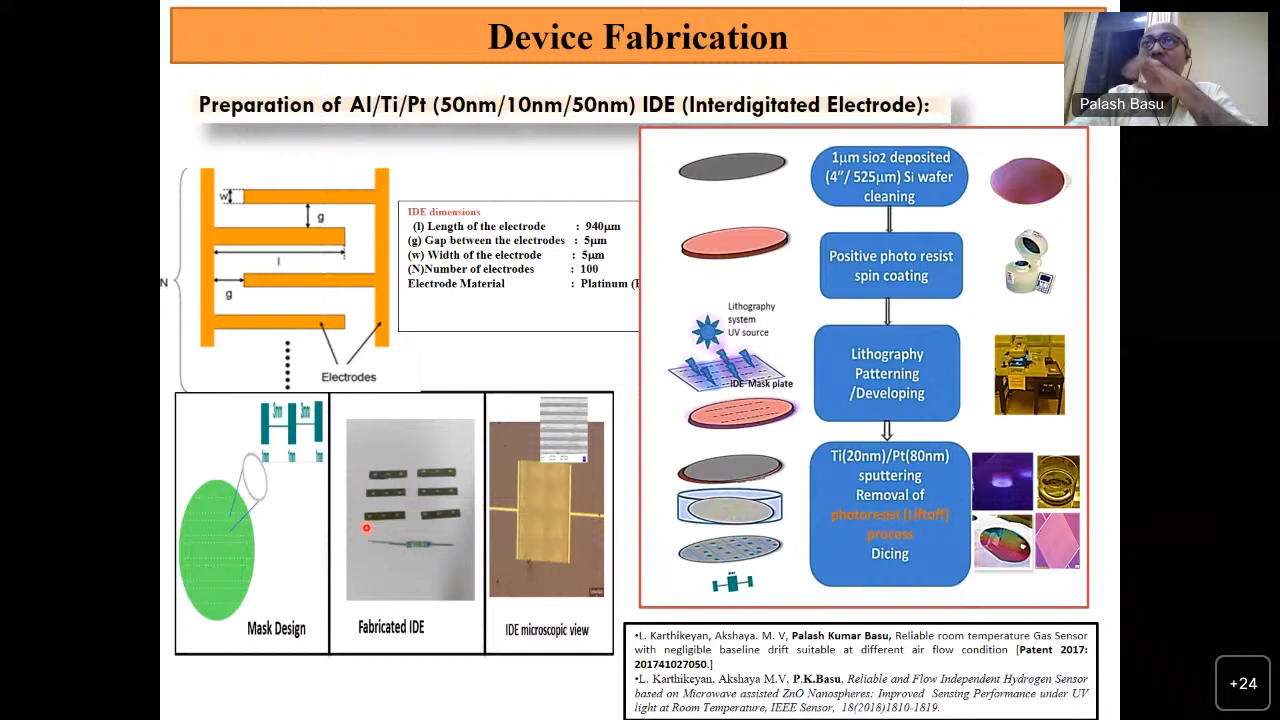 Device Fabrication
Palash Basu
Preparation of Al/Ti/Pt (50nm/10nm/50nm) IDE (Interdigitated Electrode):
w
g
l
g
N
Electrodes
IDE dimensions
(l) Length of the electrode : 940µm
(g) Gap between the electrodes : 5µm
(w) Width of the electrode : 5µm
(N)Number of electrodes : 100
Electrode Material : Platinum (
1µm sio2 deposited
(4”/ 525µm) Si wafer
cleaning
Positive photo resist
spin coating
Lithography
system
UV source
IDE Mask plate
Lithography
Patterning
/Developing
Ti(20nm)/Pt(80nm)
sputtering
Removal of
photoresist (Liftoff)
process
Dicing
3mm 3mm
Mask Design
Fabricated IDE
IDE microscopic view
•L. Karthikeyan, Akshaya. M. V, Palash Kumar Basu, Reliable room temperature Gas Sensor
with negligible baseline drift suitable at different air flow condition [Patent 2017:
201741027050.]
•L. Karthikeyan, Akshaya M.V, P.K.Basu, Reliable and Flow Independent Hydrogen Sensor
based on Microwave assisted ZnO Nanospheres: Improved Sensing Performance under UV
light at Room Temperature, IEEE Sensor, 18(2018)1810-1819.
+24